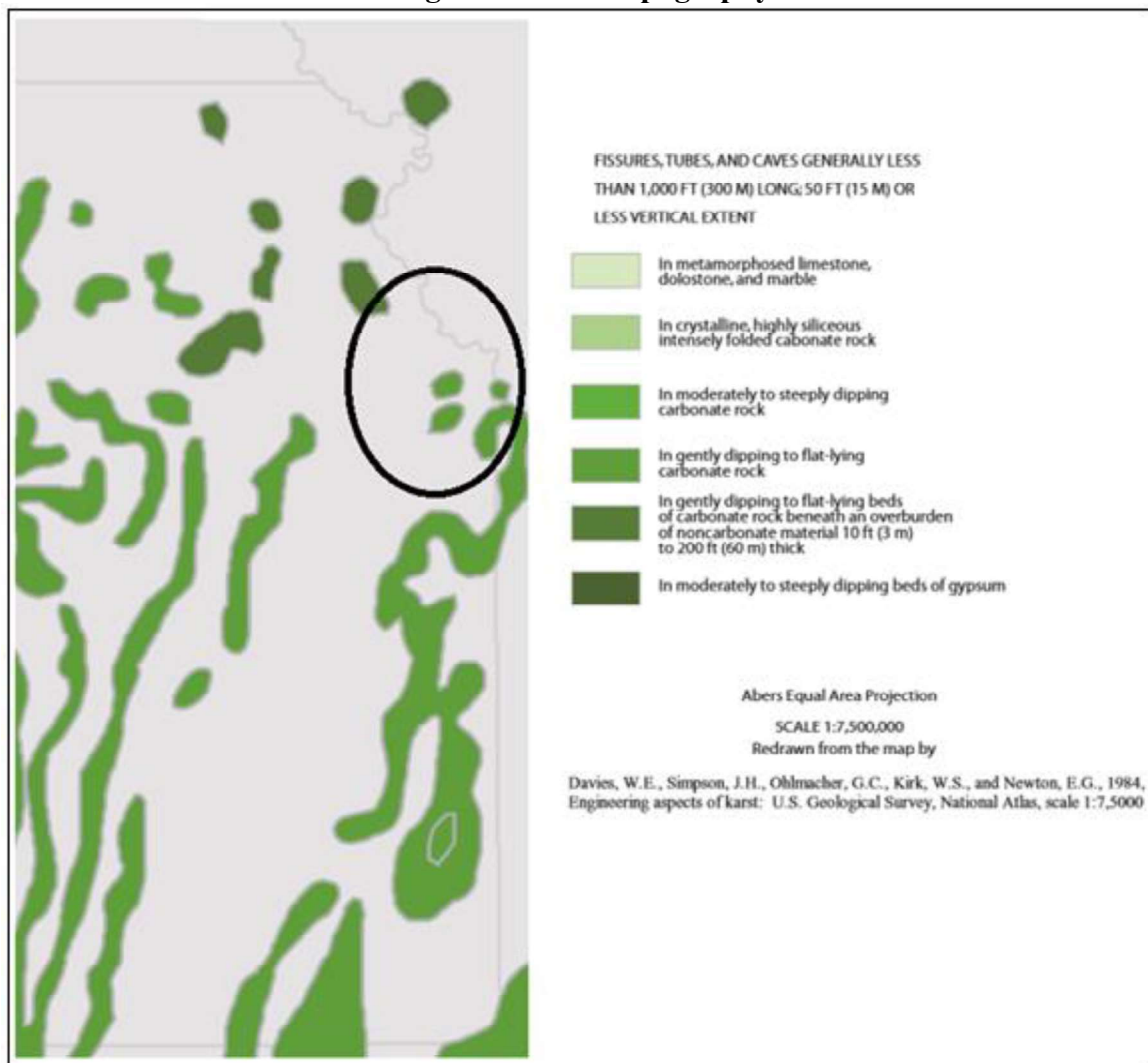 FISSURES, TUBES, AND CAVES GENERALLY LESS
THAN 1,000 FT (300 M) LONG; 50 FT (15 M) OR
LESS VERTICAL EXTENT
In metamorphosed limestone,
dolostone, and marble
In crystalline, highly siliceous
intensely folded cabonate rock
In moderately to steeply dipping
carbonate rock
In gently dipping to flat-lying
carbonate rock
In gently dipping to flat-lying beds
of carbonate rock beneath an overburden
of noncarbonate material 10 ft (3 m)
to 200 ft (60 m) thick
In moderately to steeply dipping beds of gypsum
Abers Equal Area Projection
SCALE 1:7,500,000
Redrawn from the map by
Davies, W.E., Simpson, J.H., Ohlmacher, G.C., Kirk, W.S., and Newton, E.G., 1984,
Engineering aspects of karst: U.S. Geological Survey, National Atlas, scale 1:7,5000